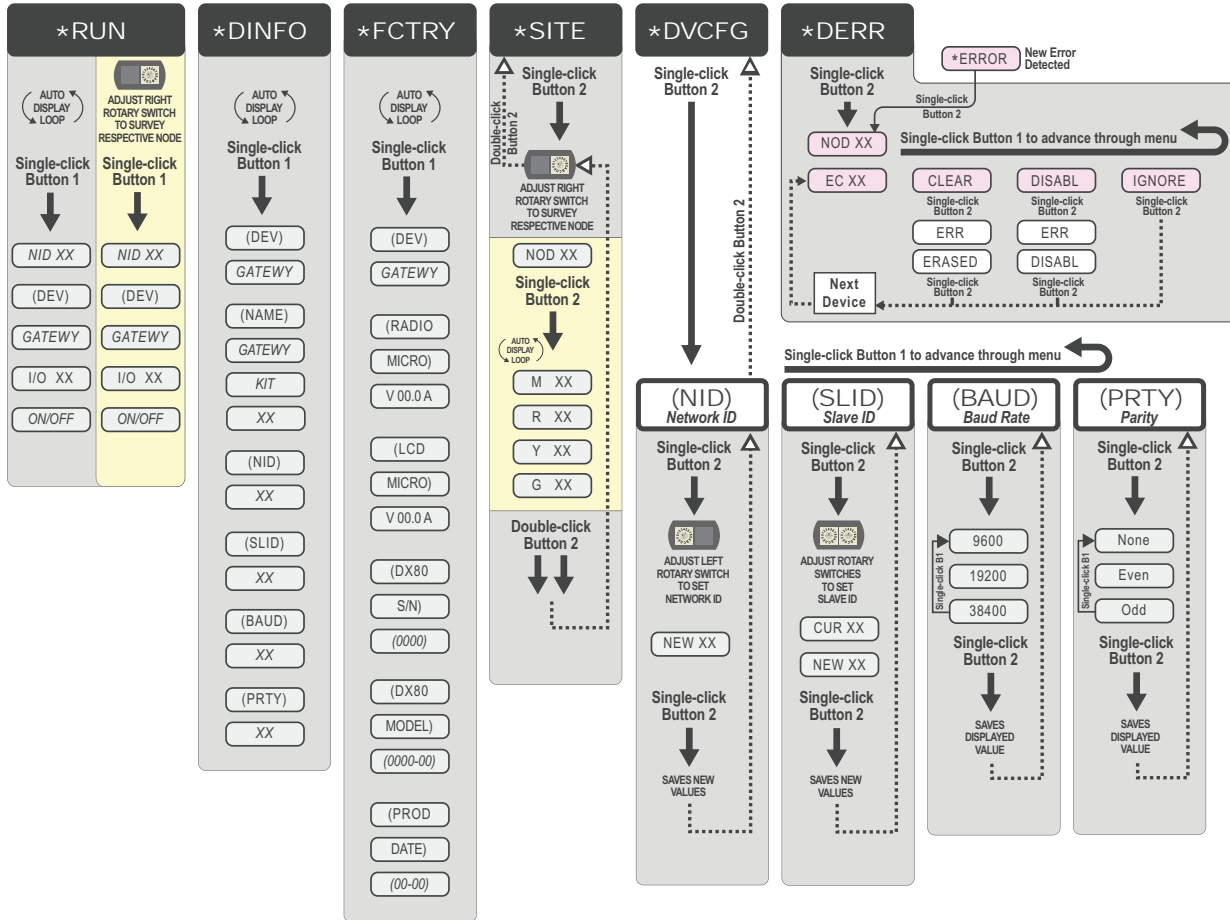 *RUN
AUTO
DISPLAY
LOOP
Single-click
Button 1
NID XX
(DEV)
GATEWY
I/O XX
ON/OFF
ADJUST RIGHT
ROTARY SWITCH
TO SURVEY
RESPECTIVE NODE
Single-click
Button 1
NID XX
(DEV)
GATEWY
I/O XX
ON/OFF
*DINFO
AUTO
DISPLAY
LOOP
Single-click
Button 1
(DEV)
GATEWY
(NAME)
GATEWY
KIT
XX
(NID)
XX
(SLID)
XX
(BAUD)
XX
(PRTY)
XX
*FCTRY
AUTO
DISPLAY
LOOP
Single-click
Button 1
(DEV)
GATEWY
(RADIO
MICRO)
V 00.0 A
(LCD
MICRO)
V 00.0 A
(DX80
S/N)
(0000)
(DX80
MODEL)
(0000-00)
(PROD
DATE)
(00-00)
*SITE
Single-click
Button 2
Double-click
Button 2
ADJUST RIGHT
ROTARY SWITCH
TO SURVEY
RESPECTIVE NODE
NOD XX
Single-click
Button 2
AUTO
DISPLAY
LOOP
M XX
R XX
Y XX
G XX
Double-click
Button 2
*DVCFG
Single-click
Button 2
Double-click Button 2
Single-click Button 1 to advance through menu
(NID)
Network ID
Single-click
Button 2
ADJUST LEFT
ROTARY SWITCH
TO SET
NETWORK ID
NEW XX
Single-click
Button 2
SAVES NEW
VALUES
(SLID)
Slave ID
Single-click
Button 2
ADJUST ROTARY
SWITCHES
TO SET
SLAVE ID
CUR XX
NEW XX
Single-click
Button 2
SAVES NEW
VALUES
(BAUD)
Baud Rate
Single-click
Button 2
9600
19200
38400
Single-click B1
Single-click
Button 2
SAVES
DISPLAYED
VALUE
(PRTY)
Parity
Single-click
Button 2
None
Even
Odd
Single-click B1
Single-click
Button 2
SAVES
DISPLAYED
VALUE
*DERR
*ERROR
New Error
Detected
Single-click
Button 2
Single-click
Button 2
NOD XX
Single-click Button 1 to advance through menu
EC XX
CLEAR
Single-click
Button 2
ERR
ERASED
Single-click
Button 2
DISABL
Single-click
Button 2
ERR
DISABL
Single-click
Button 2
IGNORE
Single-click
Button 2
Next
Device